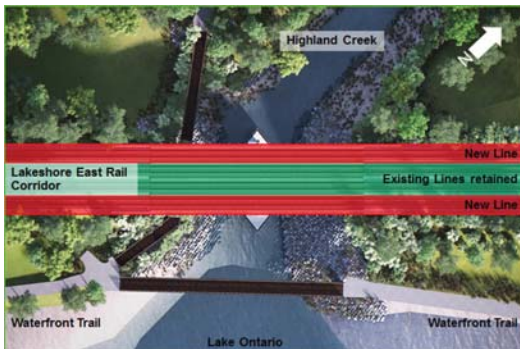 Highland Creek
N
New Line
Lakeshore East Rail
Corridor
Existing Lines retained
New Line
Waterfront Trail
Waterfront Trail
Lake Ontario